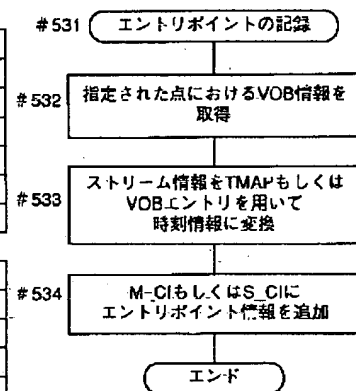 #531 エントリポイントの記録
#532 指定された点におけるVOB情報を
取得
#533 ストリーム情報をTMAPもしくは
VOBエントリを用いて
時刻情報に変換
#534 M-CIもしくはS_CIに
エントリポイント情報を追加
エンド